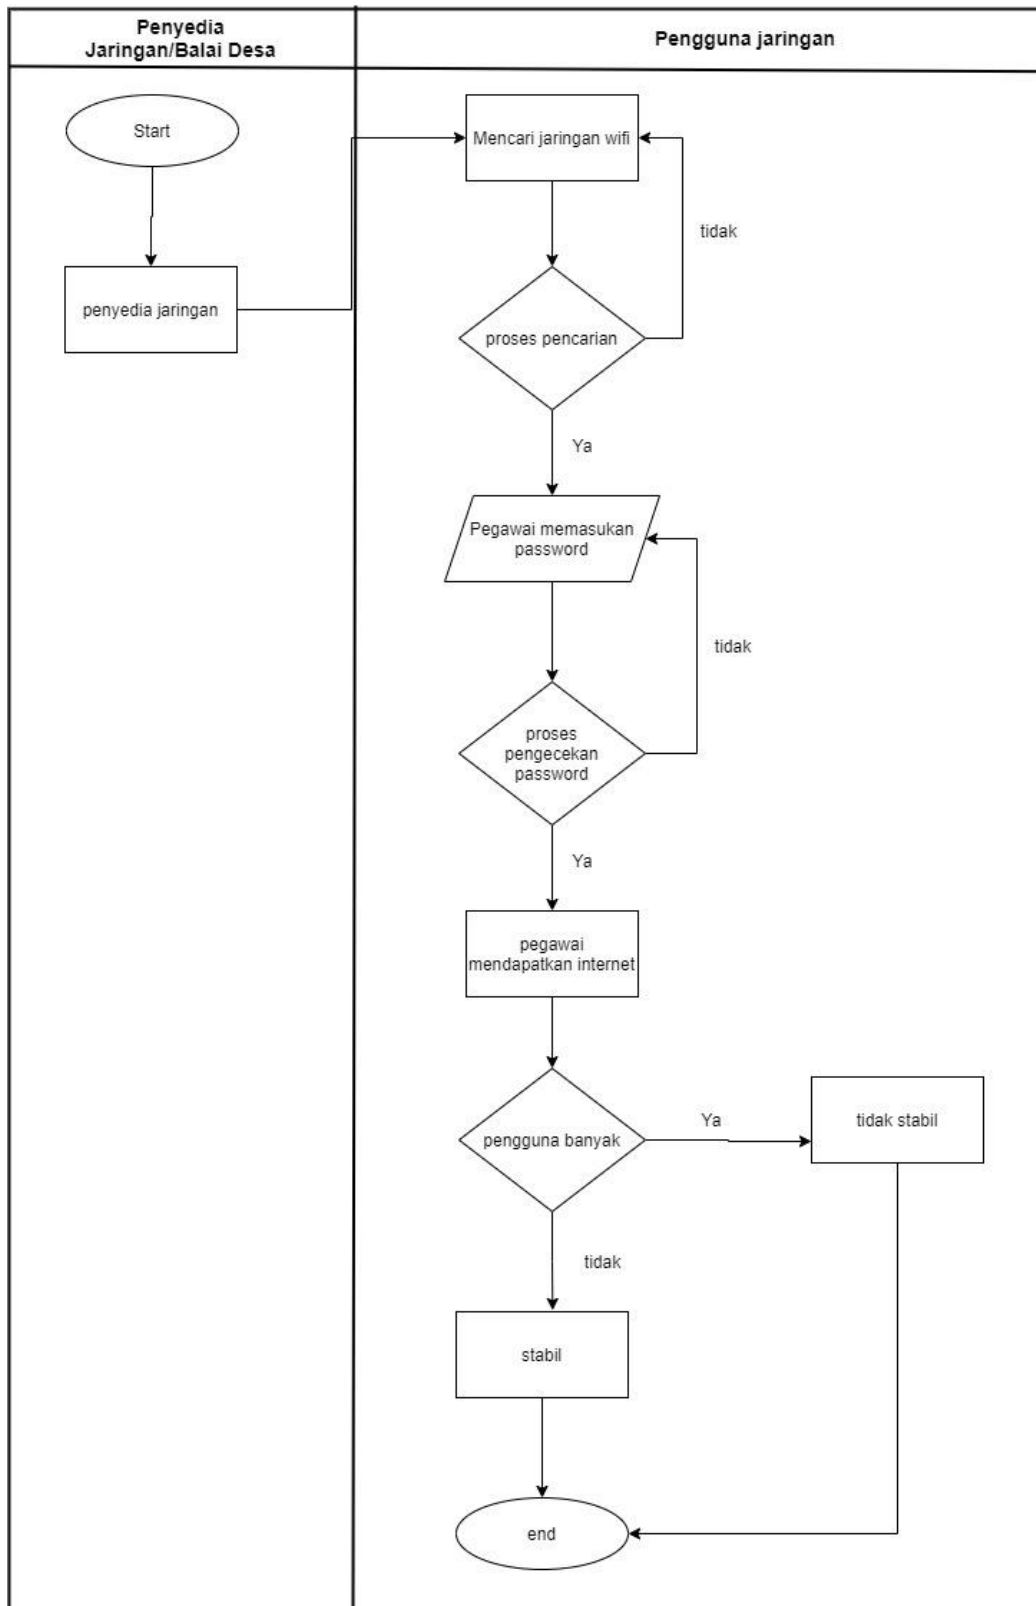 Penyedia
Jaringan/Balai Desa
Pengguna jaringan
Start
Mencari jaringan wifi
tidak
penyedia jaringan
proses pencarian
Ya
Pegawai memasukan
password
tidak
proses
pengecekan
password
Ya
pegawai
mendapatkan internet
pengguna banyak
Ya
tidak stabil
tidak
stabil
end